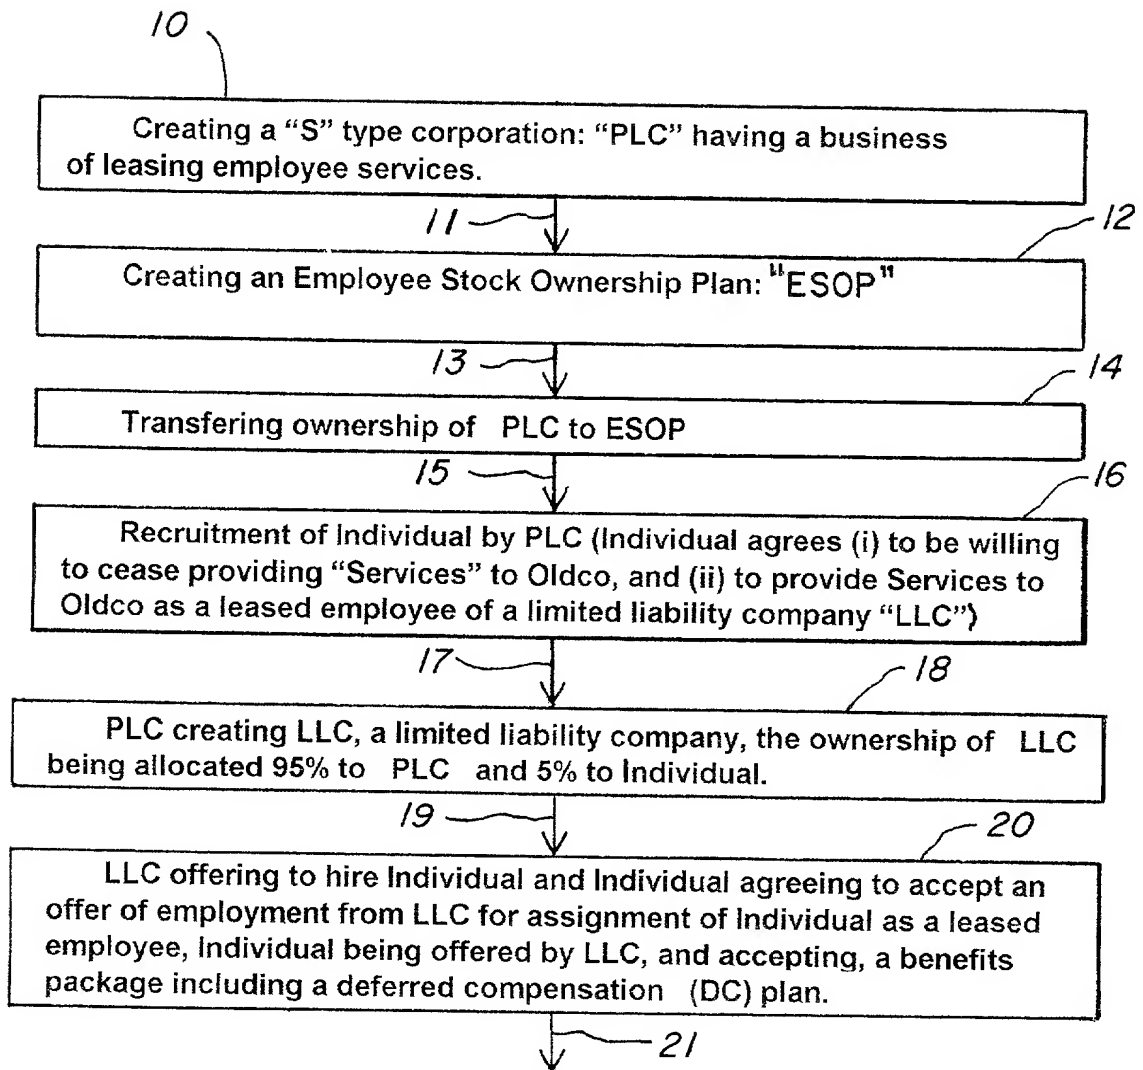 10
Creating a “S” type corporation: “PLC” having a business
of leasing employee services.
11
12
Creating an Employee Stock Ownership Plan: "ESOP"
13
14
Transfering ownership of PLC to ESOP
15
16
Recruitment of Individual by PLC (Individual agrees (i) to be willing
to cease providing “Services” to Oldco, and (ii) to provide Services to
Oldco as a leased employee of a limited liability company “LLC”)
17
18
PLC creating LLC, a limited liability company, the ownership of LLC
being allocated 95% to PLC and 5% to Individual.
19
20
LLC offering to hire Individual and Individual agreeing to accept an
offer of employment from LLC for assignment of Individual as a leased
employee, Individual being offered by LLC, and accepting, a benefits
package including a deferred compensation (DC) plan.
21